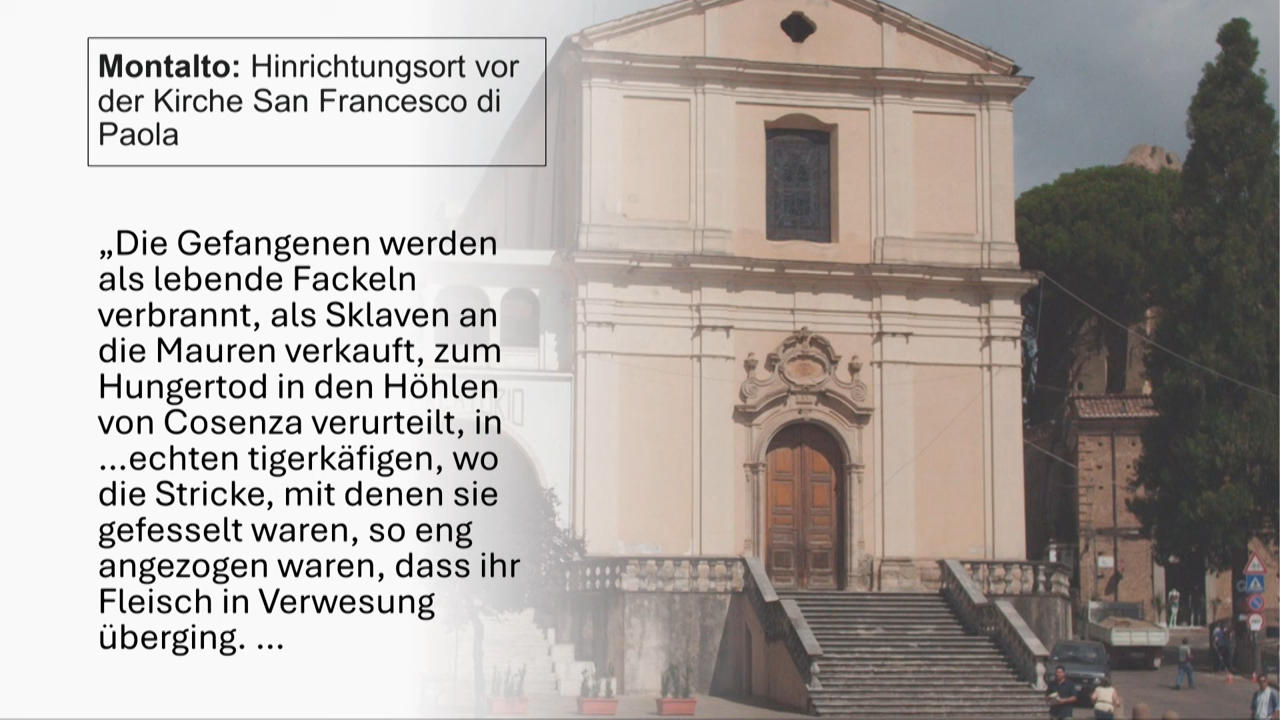 Montalto: Hinrichtungsort vor
der Kirche San Francesco di
Paola
„Die Gefangenen werden
als lebende Fackeln
verbrannt, als Sklaven an
die Mauren verkauft, zum
Hungertod in den Höhlen
von Cosenza verurteilt, in
...echten tigerkäfigen, wo
die Stricke, mit denen sie
gefesselt waren, so eng
angezogen waren, dass ihr
Fleisch in Verwesung
überging. ...